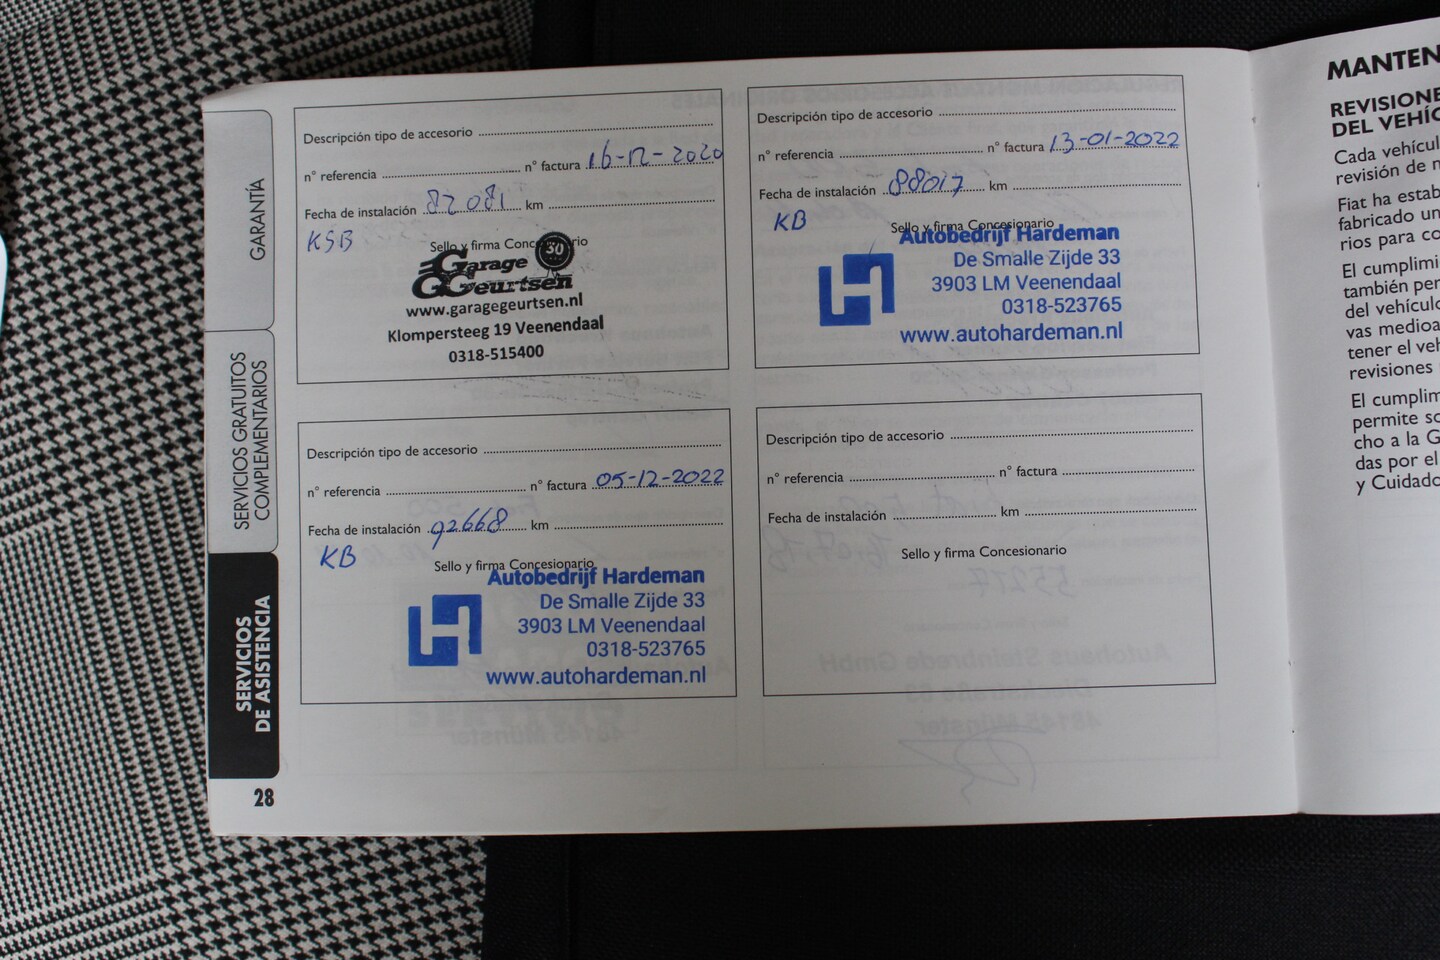 GARANTÍA
SERVICIOS GRATUITOS
COMPLEMENTARIOS
SERVICIOS
DE ASISTENCIA
28
Descripción tipo de accesorio
n° referencia n° factura 16-12-2020
Fecha de instalación 82081 km
KSB
Sello y firma Concesionario
50
Garage
Geurtsen
www.garagegeurtsen.nl
Klompersteeg 19 Veenendaal
0318-515400
Descripción tipo de accesorio
n° referencia n° factura 13-01-2022
Fecha de instalación 88017 km
KB
Sello y firma Concesionario
Autobedrijf Hardeman
De Smalle Zijde 33
3903 LM Veenendaal
0318-523765
www.autohardeman.nl
Descripción tipo de accesorio
n° referencia n° factura 05-12-2022
Fecha de instalación 92668 km
KB
Sello y firma Concesionario
Autobedrijf Hardeman
De Smalle Zijde 33
3903 LM Veenendaal
0318-523765
www.autohardeman.nl
Descripción tipo de accesorio
n° referencia n° factura
Fecha de instalación km
Sello y firma Concesionario
MANTEN
REVISIONE
DEL VEHÍC
Cada vehícul
revisión de m
Fiat ha estab
fabricado un
rios para co
El cumplimi
también per
del vehículo
vas medioa
tener el veh
revisiones
El cumplim
permite so
cho a la G
das por el
y Cuidado